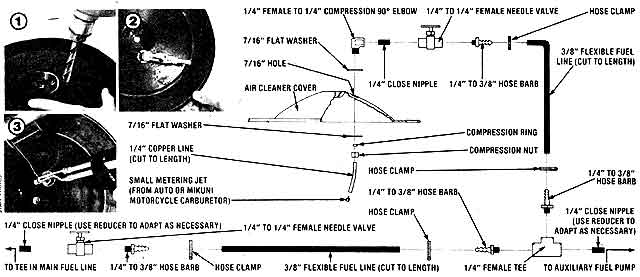 1
2
3
1/4" FEMALE TO 1/4" COMPRESSION 90° ELBOW
1/4" TO 1/4" FEMALE NEEDLE VALVE
HOSE CLAMP
7/16" FLAT WASHER
7/16" HOLE
AIR CLEANER COVER
1/4" CLOSE NIPPLE
1/4" TO 3/8" HOSE BARB
3/8" FLEXIBLE FUEL
LINE (CUT TO LENGTH)
7/16" FLAT WASHER
1/4" COPPER LINE
(CUT TO LENGTH)
COMPRESSION RING
COMPRESSION NUT
SMALL METERING JET
(FROM AUTO OR MIKUNI
MOTORCYCLE CARBURETOR)
HOSE CLAMP
1/4" TO 3/8"
HOSE BARB
1/4" TO 3/8" HOSE BARB
HOSE CLAMP
1/4" CLOSE NIPPLE
(USE REDUCER TO
ADAPT AS NECESSARY)
1/4" CLOSE NIPPLE (USE REDUCER TO ADAPT AS NECESSARY)
1/4" TO 1/4" FEMALE NEEDLE VALVE
TO TEE IN MAIN FUEL LINE
1/4" TO 3/8" HOSE BARB
HOSE CLAMP
3/8" FLEXIBLE FUEL LINE (CUT TO LENGTH)
1/4" FEMALE TEE
TO AUXILIARY FUEL PUMP